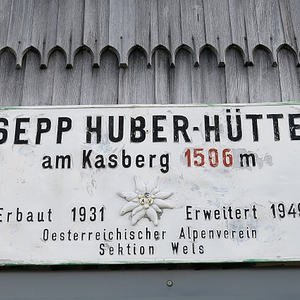 SEPP HUBER-HÜTTE
am Kasberg 1506 m
Erbaut 1931 Erweitert 1949
Oesterreichischer Alpenverein
Sektion Wels